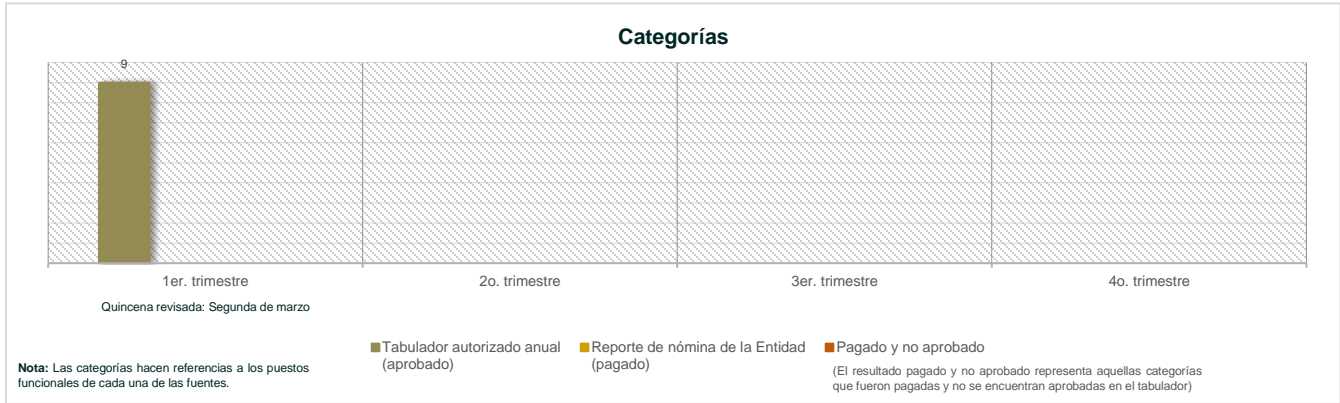 Categorías
9
1er. trimestre
2o. trimestre
3er. trimestre
4o. trimestre
Quincena revisada: Segunda de marzo
Tabulador autorizado anual
(aprobado)
Reporte de nómina de la Entidad
(pagado)
Pagado y no aprobado
(El resultado pagado y no aprobado representa aquellas categorías
que fueron pagadas y no se encuentran aprobadas en el tabulador)
Nota: Las categorías hacen referencias a los puestos
funcionales de cada una de las fuentes.